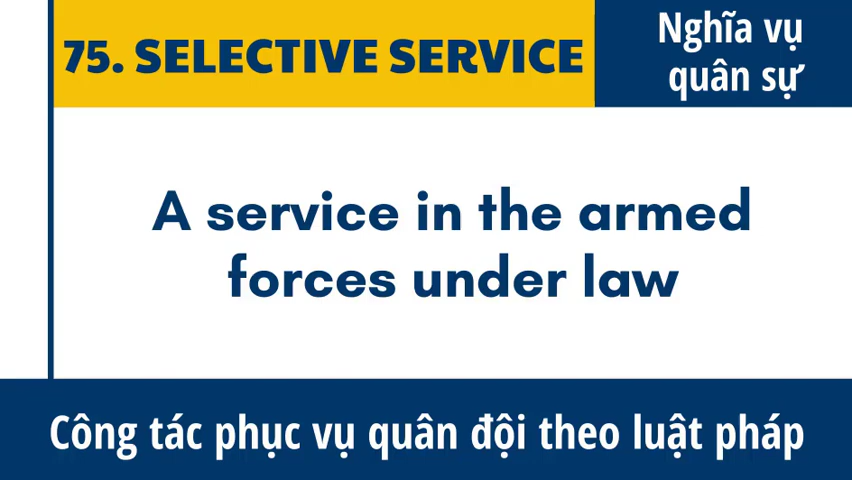 75. SELECTIVE SERVICE
Nghĩa vụ
quân sự
A service in the armed
forces under law
Công tác phục vụ quân đội theo luật pháp